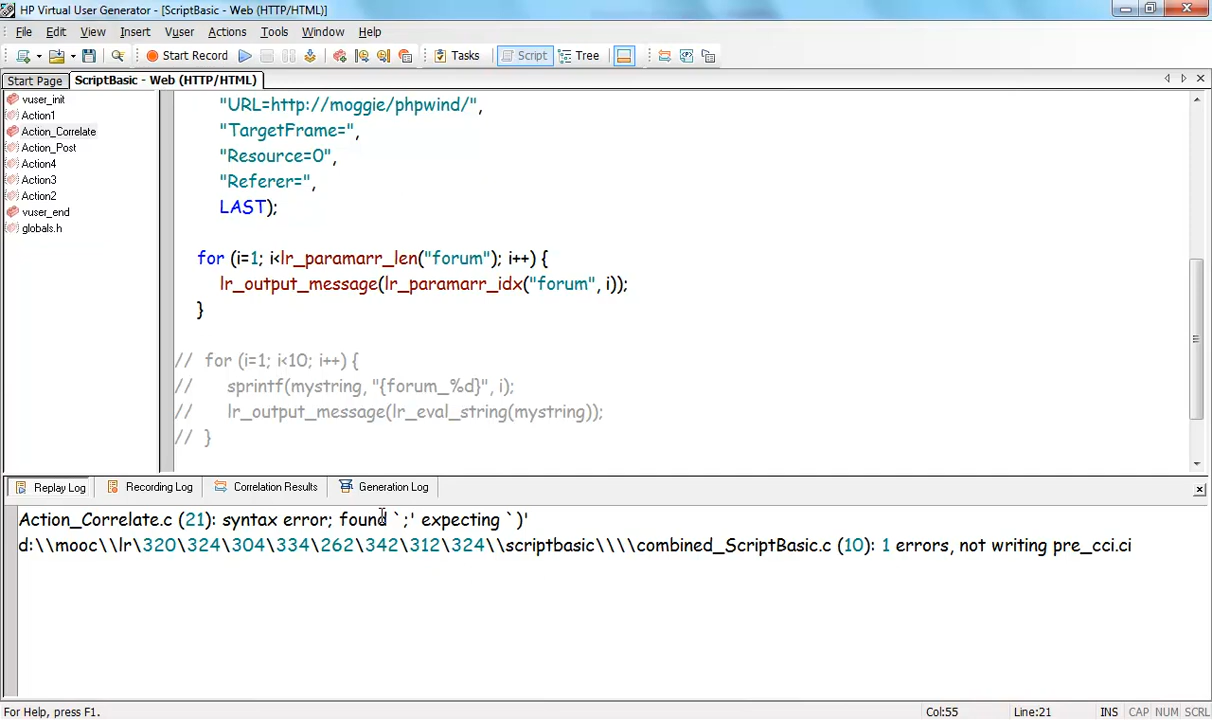 HP Virtual User Generator - [ScriptBasic - Web (HTTP/HTML)]
File Edit View Insert Vuser Actions Tools Window Help
Start Record Tasks Script Tree
Start Page ScriptBasic - Web (HTTP/HTML)
vuser_init
Action1
Action_Correlate
Action_Post
Action4
Action3
Action2
vuser_end
globals.h
"URL=http://moggie/phpwind/",
"TargetFrame=",
"Resource=0",
"Referer=",
LAST);
for (i=1; i<lr_paramarr_len("forum"); i++) {
lr_output_message(lr_paramarr_idx("forum", i));
}
// for (i=1; i<10; i++) {
// sprintf(mystring, "{forum_%d}", i);
// lr_output_message(lr_eval_string(mystring));
// }
Replay Log Recording Log Correlation Results Generation Log
Action_Correlate.c (21): syntax error; found `;' expecting `)'
d:\\mooc\\lr\320\324\304\334\262\342\312\324\\scriptbasic\\\\combined_ScriptBasic.c (10): 1 errors, not writing pre_cci.ci
For Help, press F1. Col:55 Line:21 INS CAP NUM SCRL